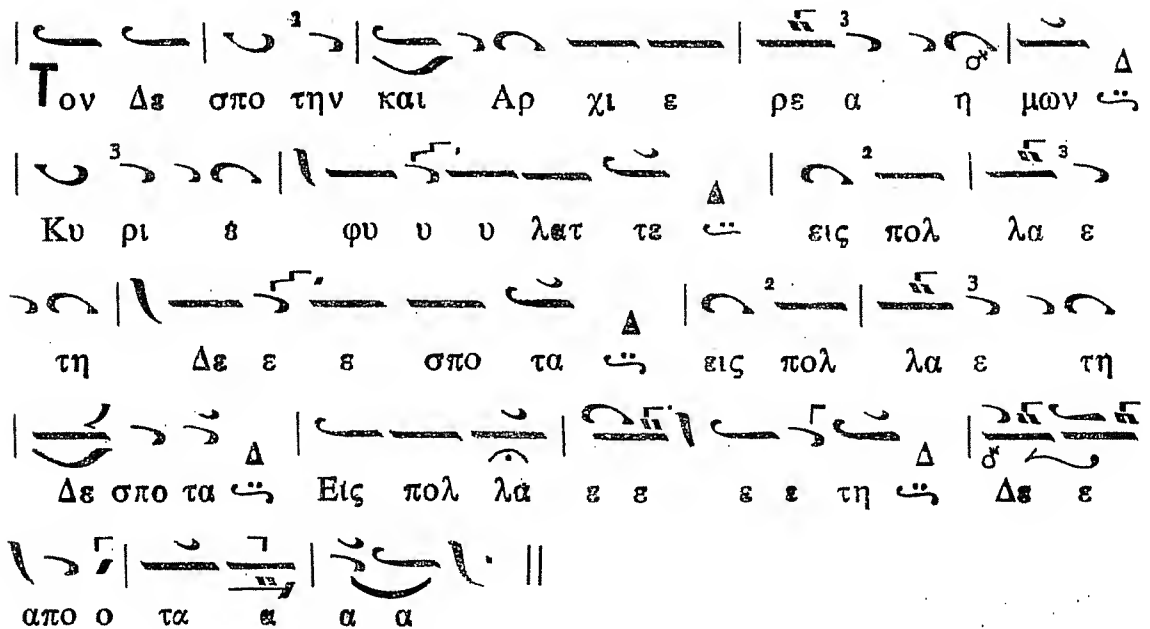 Τον Δε σπο την και Αρ χι ε ρε α η μων Δ
Κυ ρι ε φυ υ υ λατ τε Δ εις πολ λα ε
τη Δε ε ε σπο τα Δ εις πολ λα ε τη
Δε σπο τα Δ Εις πολ λα ε ε ε ε τη Δ Δε ε
απο ο τα α α α